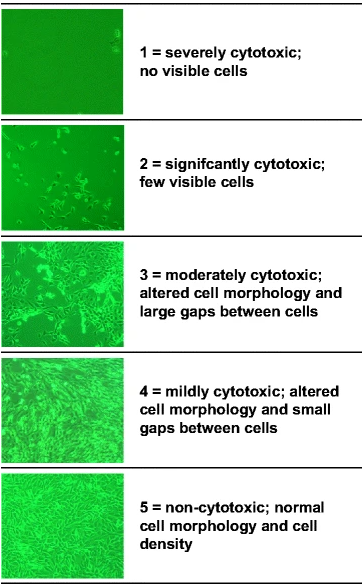 1 = severely cytotoxic;
no visible cells
2 = signifcantly cytotoxic;
few visible cells
3 = moderately cytotoxic;
altered cell morphology and
large gaps between cells
4 = mildly cytotoxic; altered
cell morphology and small
gaps between cells
5 = non-cytotoxic; normal
cell morphology and cell
density